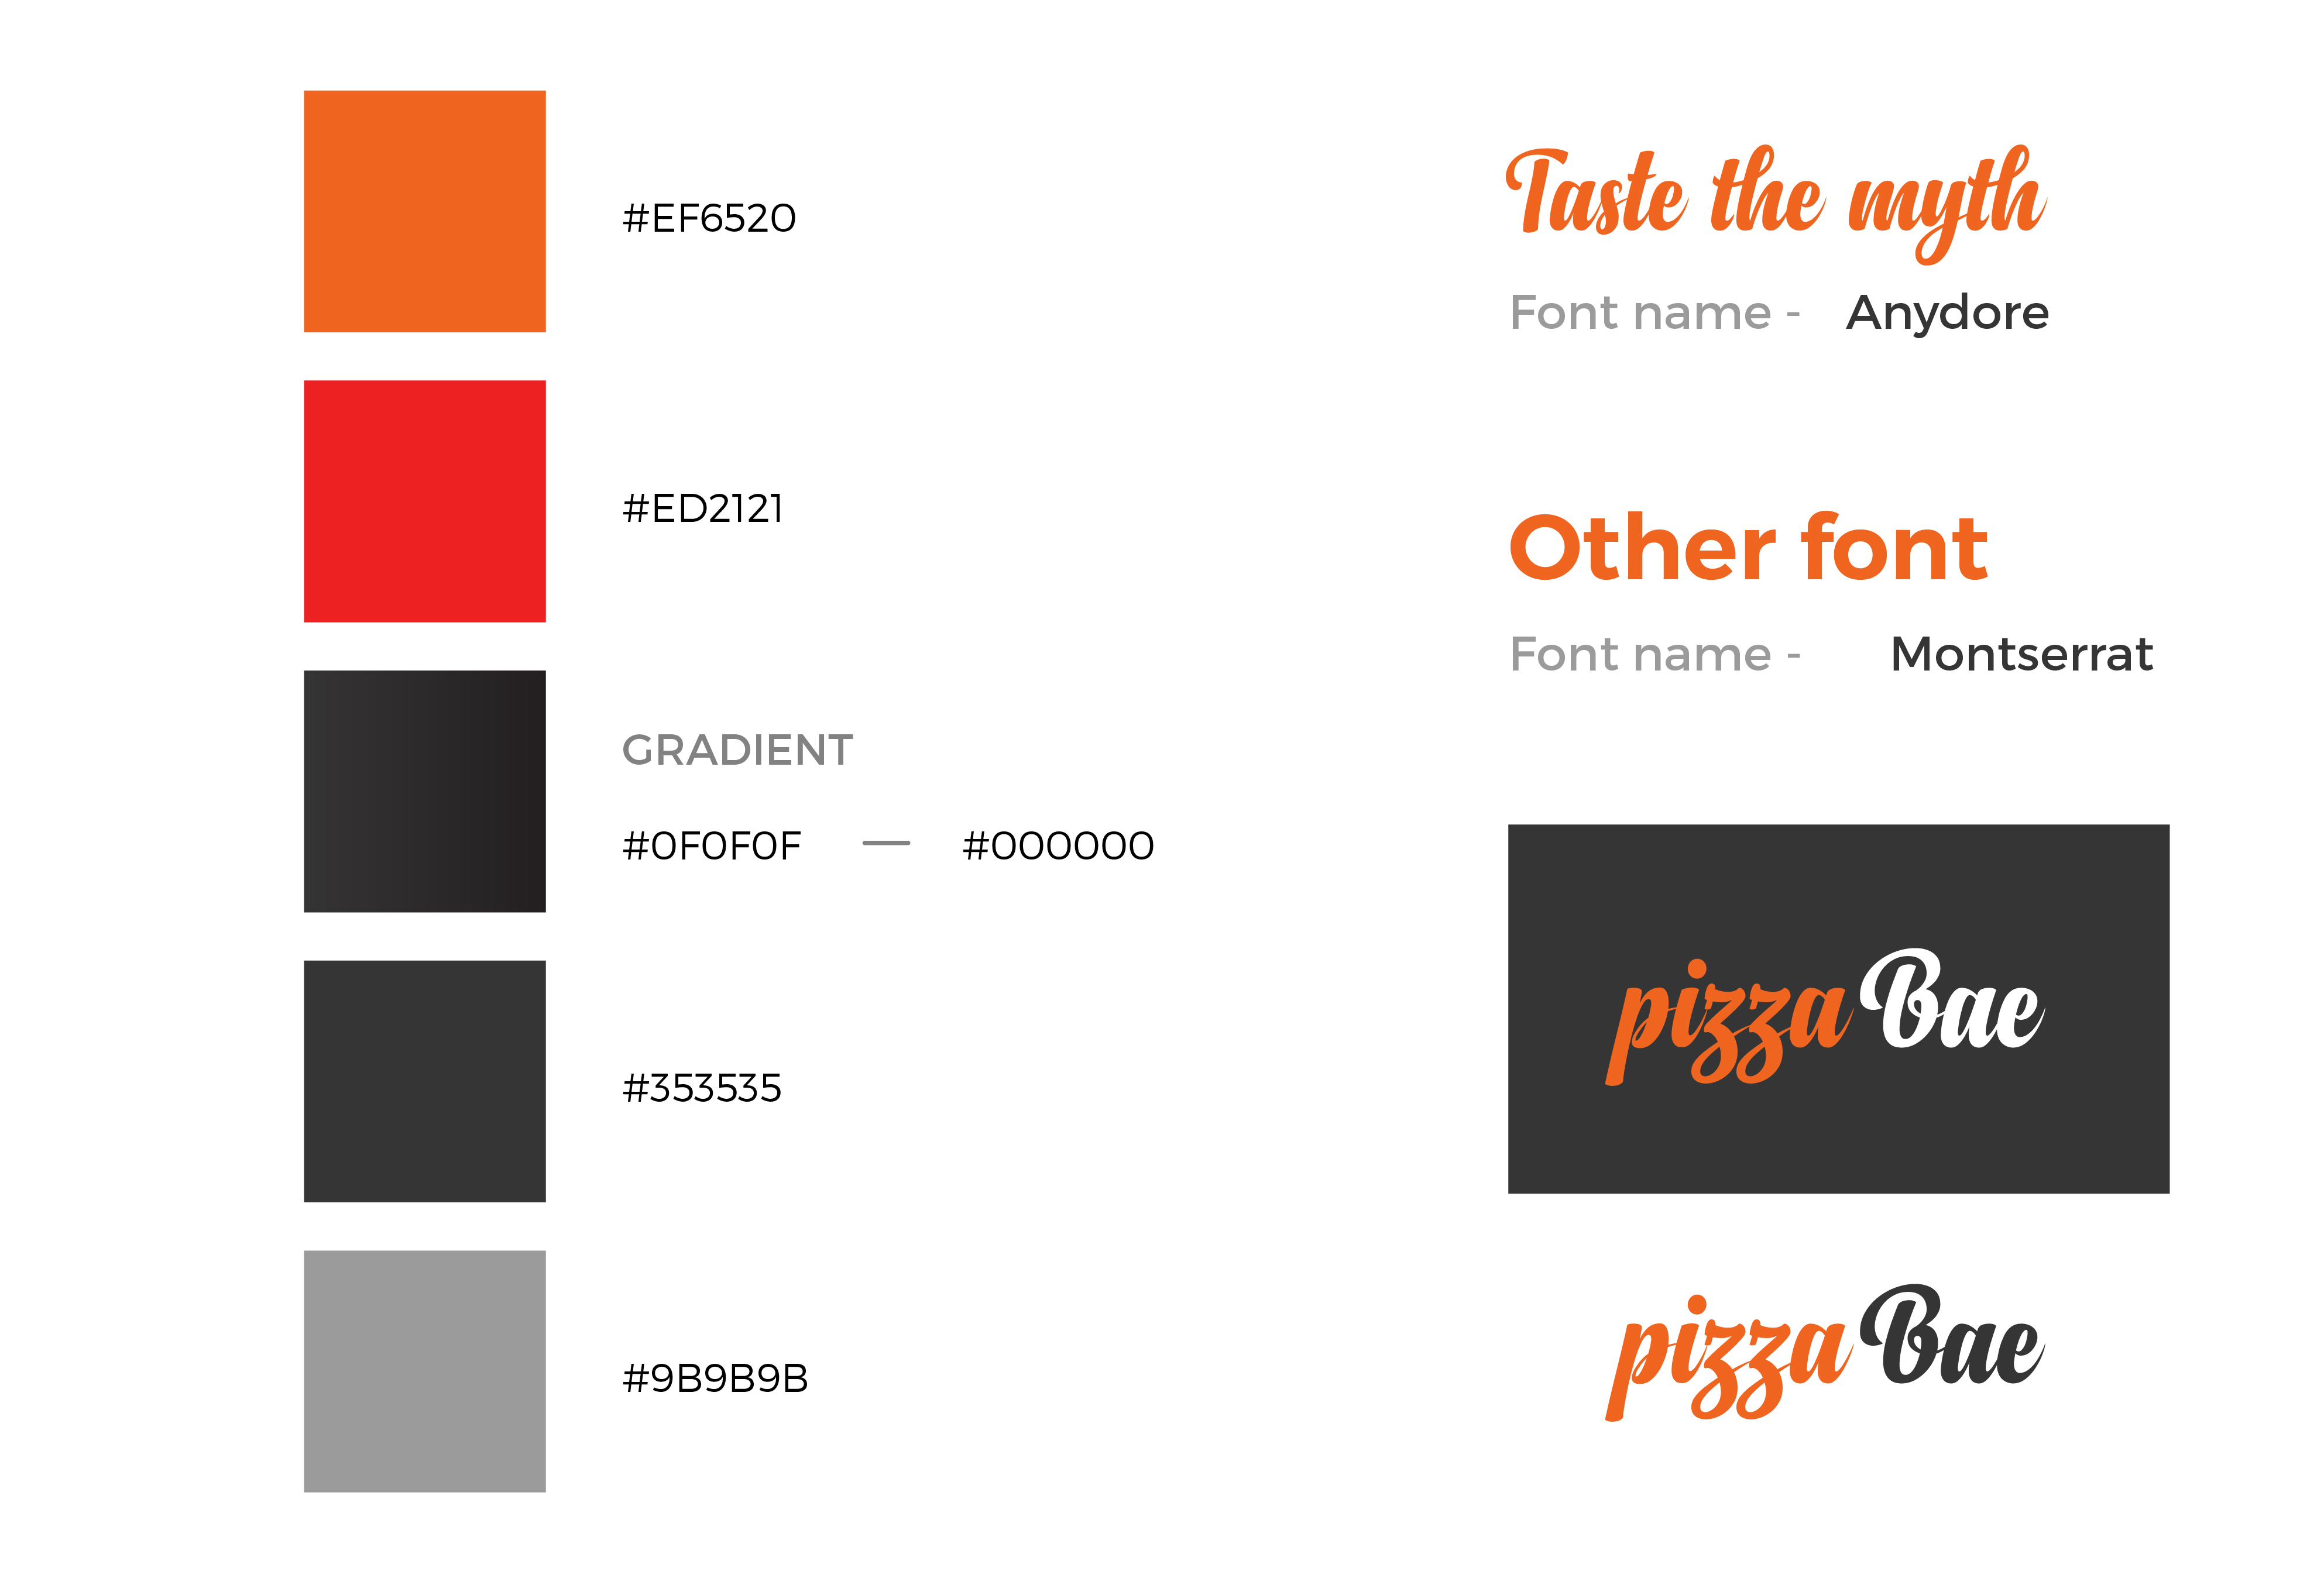 #EF6520
#ED2121
GRADIENT
#0F0F0F — #000000
#353535
#9B9B9B
Taste the myth
Font name - Anydore
Other font
Font name - Montserrat
pizza Bae
pizza Bae